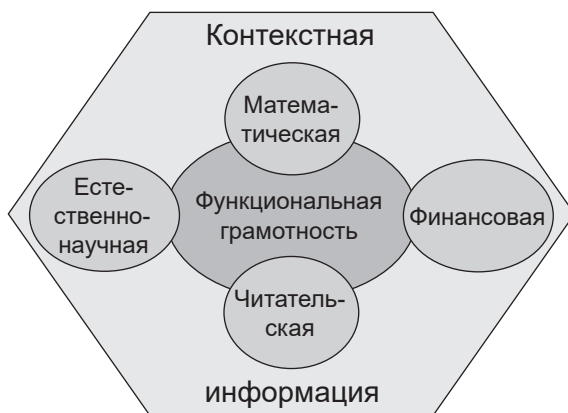 Контекстная
Матема-
тическая
Есте-
ственно-
научная
Функциональная
грамотность
Финансовая
Читатель-
ская
информация